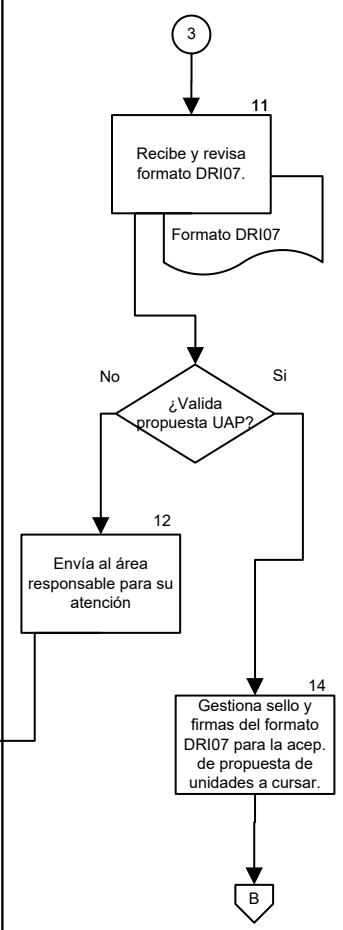 3
11
Recibe y revisa
formato DRI07.
Formato DRI07
No
Si
¿Valida
propuesta UAP?
12
Envía al área
responsable para su
atención
14
Gestiona sello y
firmas del formato
DRI07 para la acep.
de propuesta de
unidades a cursar.
B